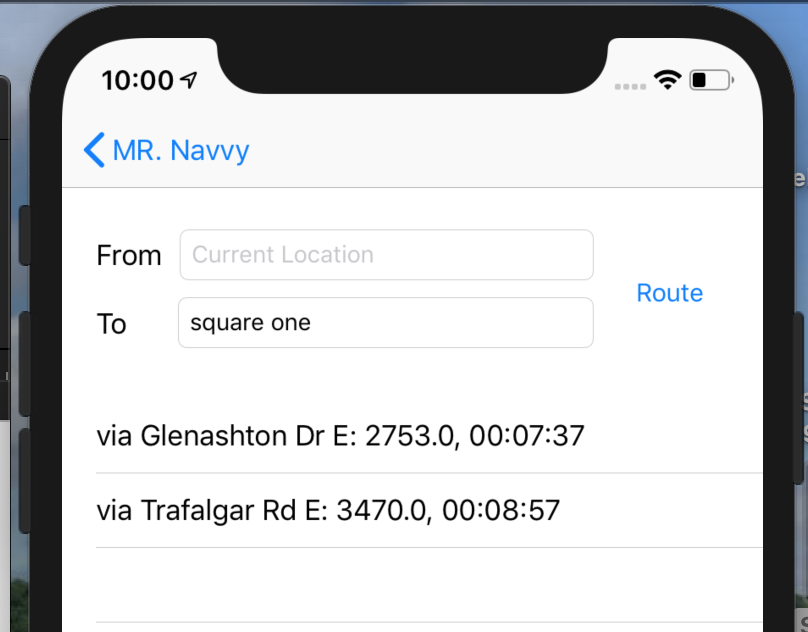 10:00
MR. Navvy
From Current Location
Route
To square one
via Glenashton Dr E: 2753.0, 00:07:37
via Trafalgar Rd E: 3470.0, 00:08:57